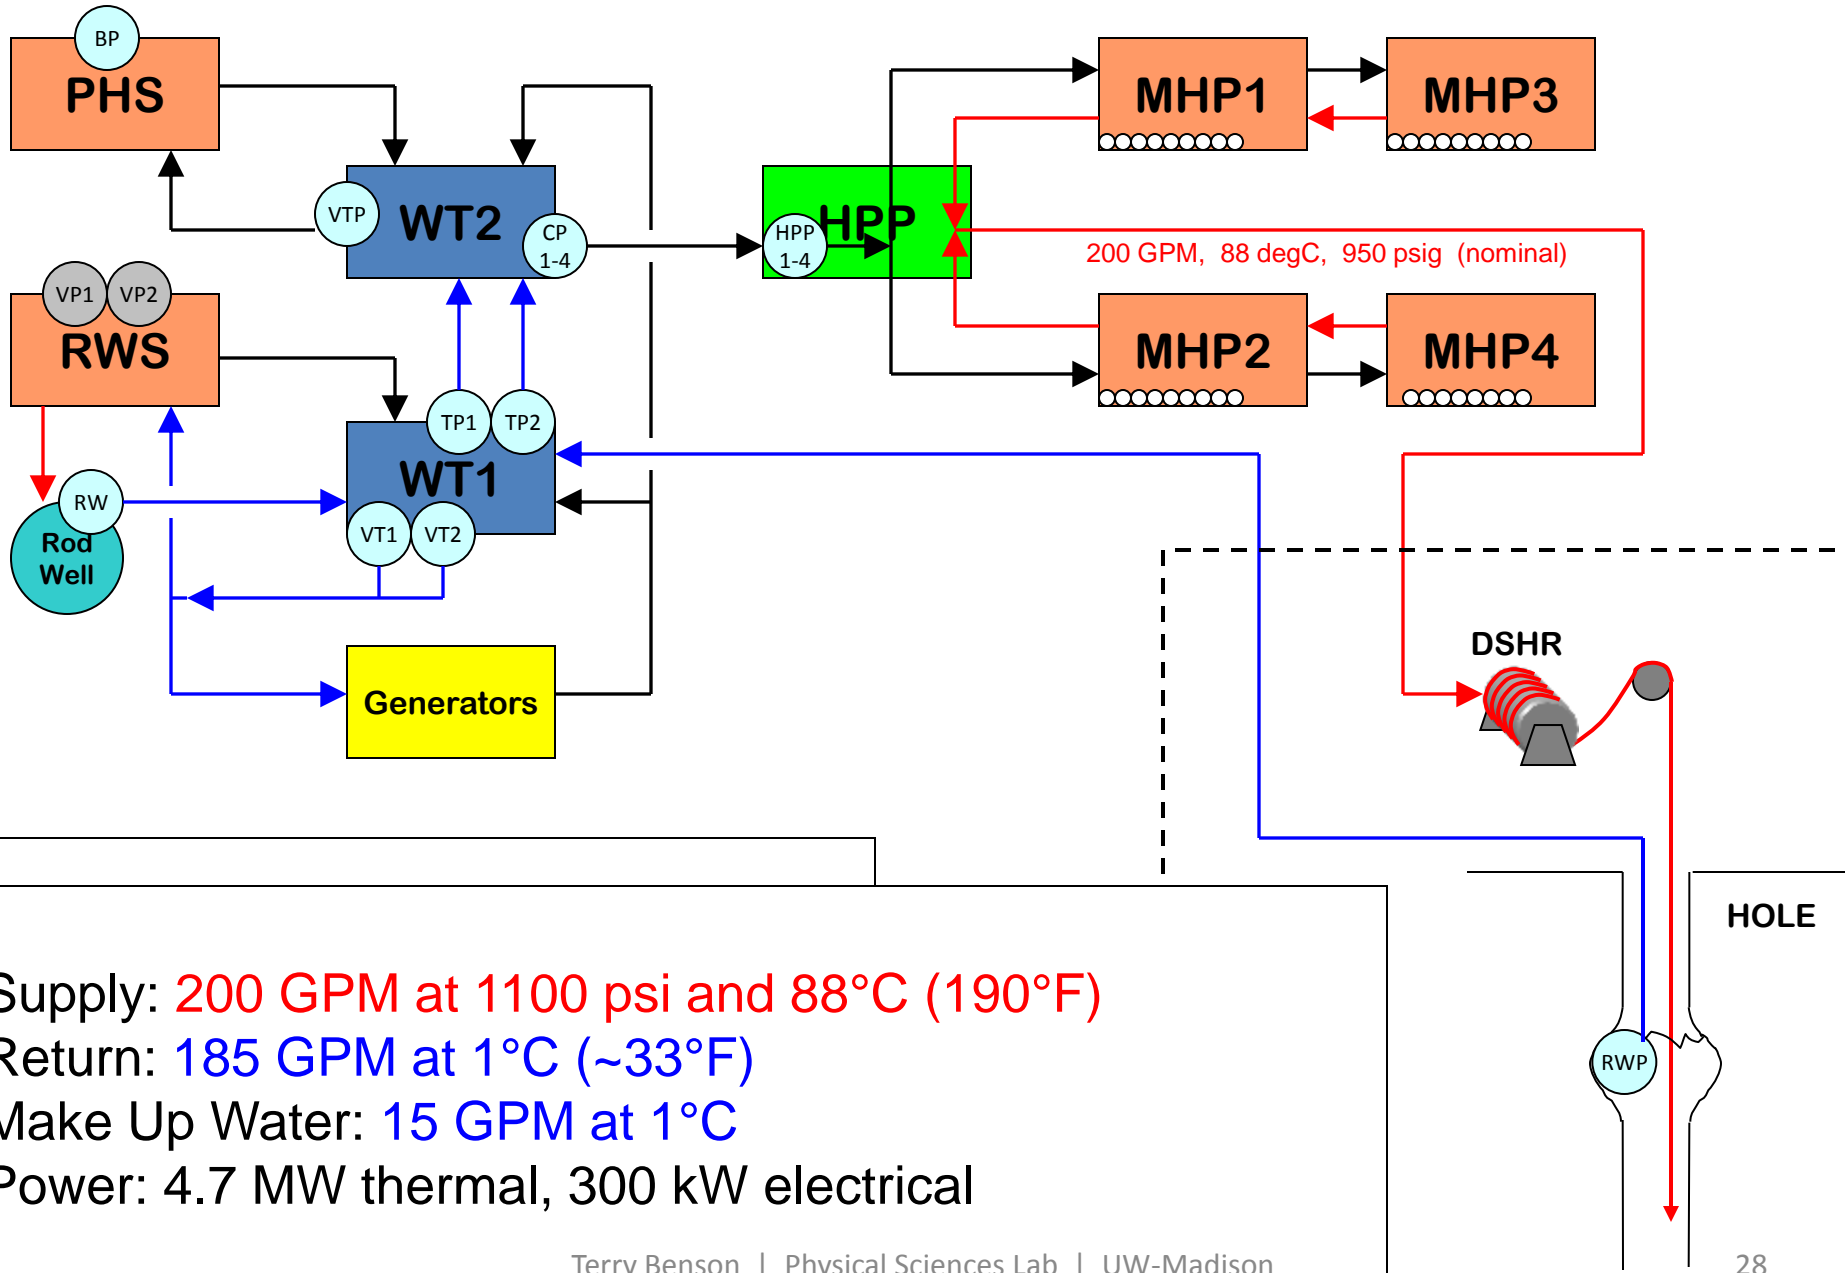 BP
PHS
MHP1
MHP3
VTP
WT2
CP
1-4
HPP
1-4
HPP
200 GPM, 88 degC, 950 psig (nominal)
VP1
VP2
RWS
MHP2
MHP4
TP1
TP2
WT1
RW
Rod
Well
VT1
VT2
DSHR
Generators
HOLE
Supply: 200 GPM at 1100 psi and 88°C (190°F)
Return: 185 GPM at 1°C (~33°F)
RWP
Make Up Water: 15 GPM at 1°C
Power: 4.7 MW thermal, 300 kW electrical
Terry Benson | Physical Sciences Lab | UW-Madison
28